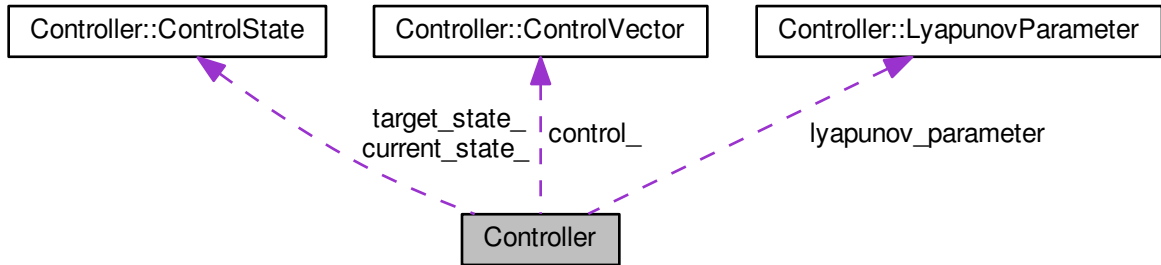 Controller::ControlState
Controller::ControlVector
Controller::LyapunovParameter
target_state_
current_state_
control_
lyapunov_parameter
Controller